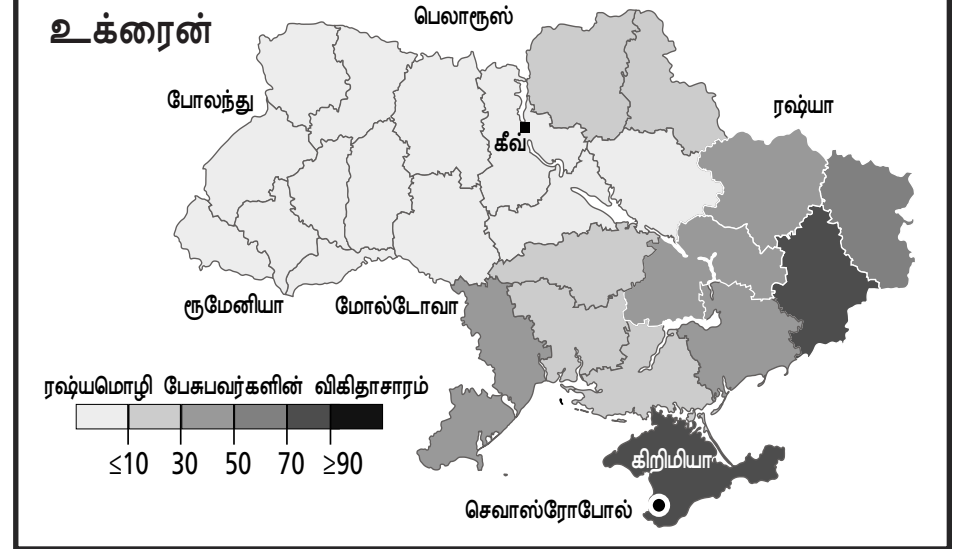 உக்ரைன்
பெலாரூஸ்
போலந்து
ரஷ்யா
கீவ்
ரூமேனியா
மோல்டோவா
ரஷ்யமொழி பேசுபவர்களின் விகிதாசாரம்
≤10 30 50 70 ≥90
கிறிமியா
செவாஸ்ரோபோல்